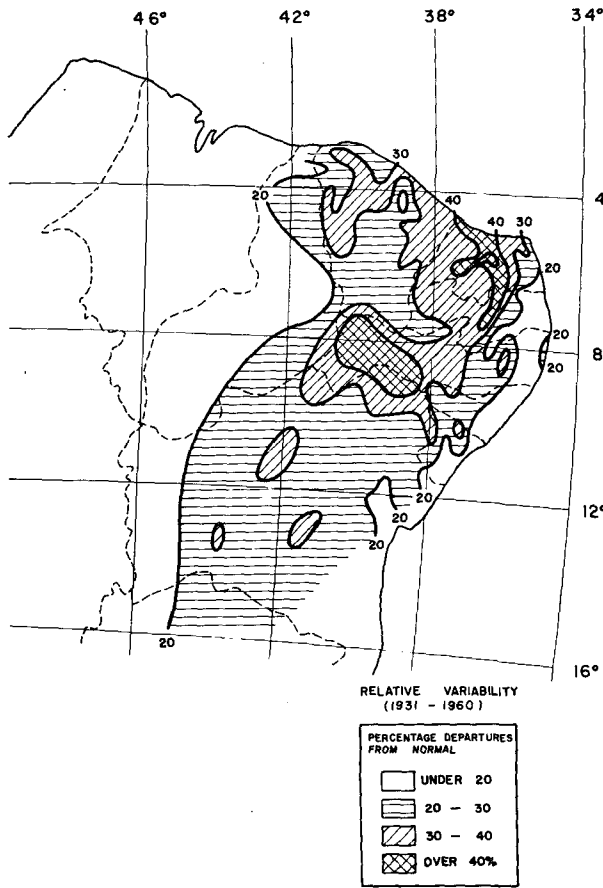 46° 42° 38° 34°
30
20
4
40
40 30
20
20
8
20
20
12°
20
20
20
16°
RELATIVE VARIABILITY
(1931 - 1960)
PERCENTAGE DEPARTURES
FROM NORMAL
UNDER 20
20 - 30
30 - 40
OVER 40%